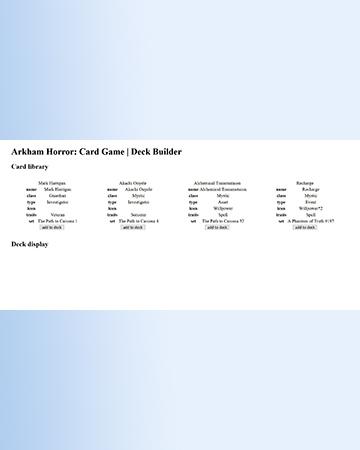 Arkham Horror: Card Game | Deck Builder
Card library
Mark Harrigan
name Mark Harrigan
class Guardian
type Investigator
icon
traits Veteran
set The Path to Carcosa 1
add to deck
Akachi Onyele
name Akachi Onyele
class Mystic
type Investigator
icon
traits Sorcerer
set The Path to Carcosa 4
add to deck
Alchemical Transmutation
name Alchemical Transmutation
class Mystic
type Asset
icon Willpower
traits Spell
set The Path to Carcosa 32
add to deck
Recharge
name Recharge
class Mystic
type Event
icon Willpower*2
traits Spell
set A Phantom of Truth #197
add to deck
Deck display